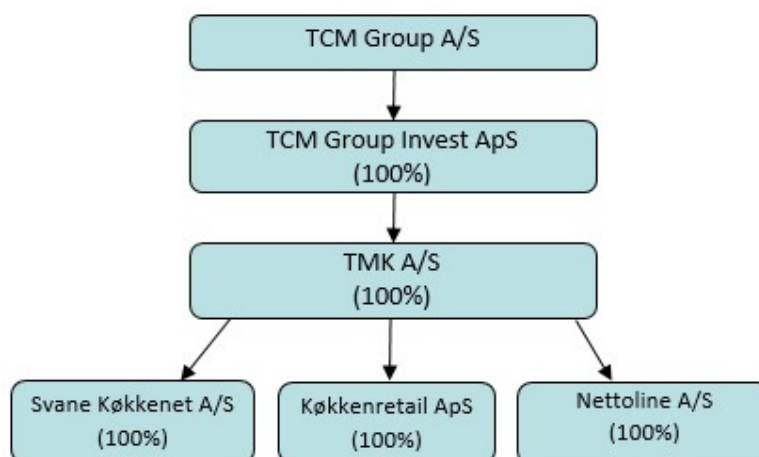 TCM Group A/S
TCM Group Invest ApS
(100%)
TMK A/S
(100%)
Svane Køkkenet A/S
(100%)
Køkkenretail ApS
(100%)
Nettoline A/S
(100%)